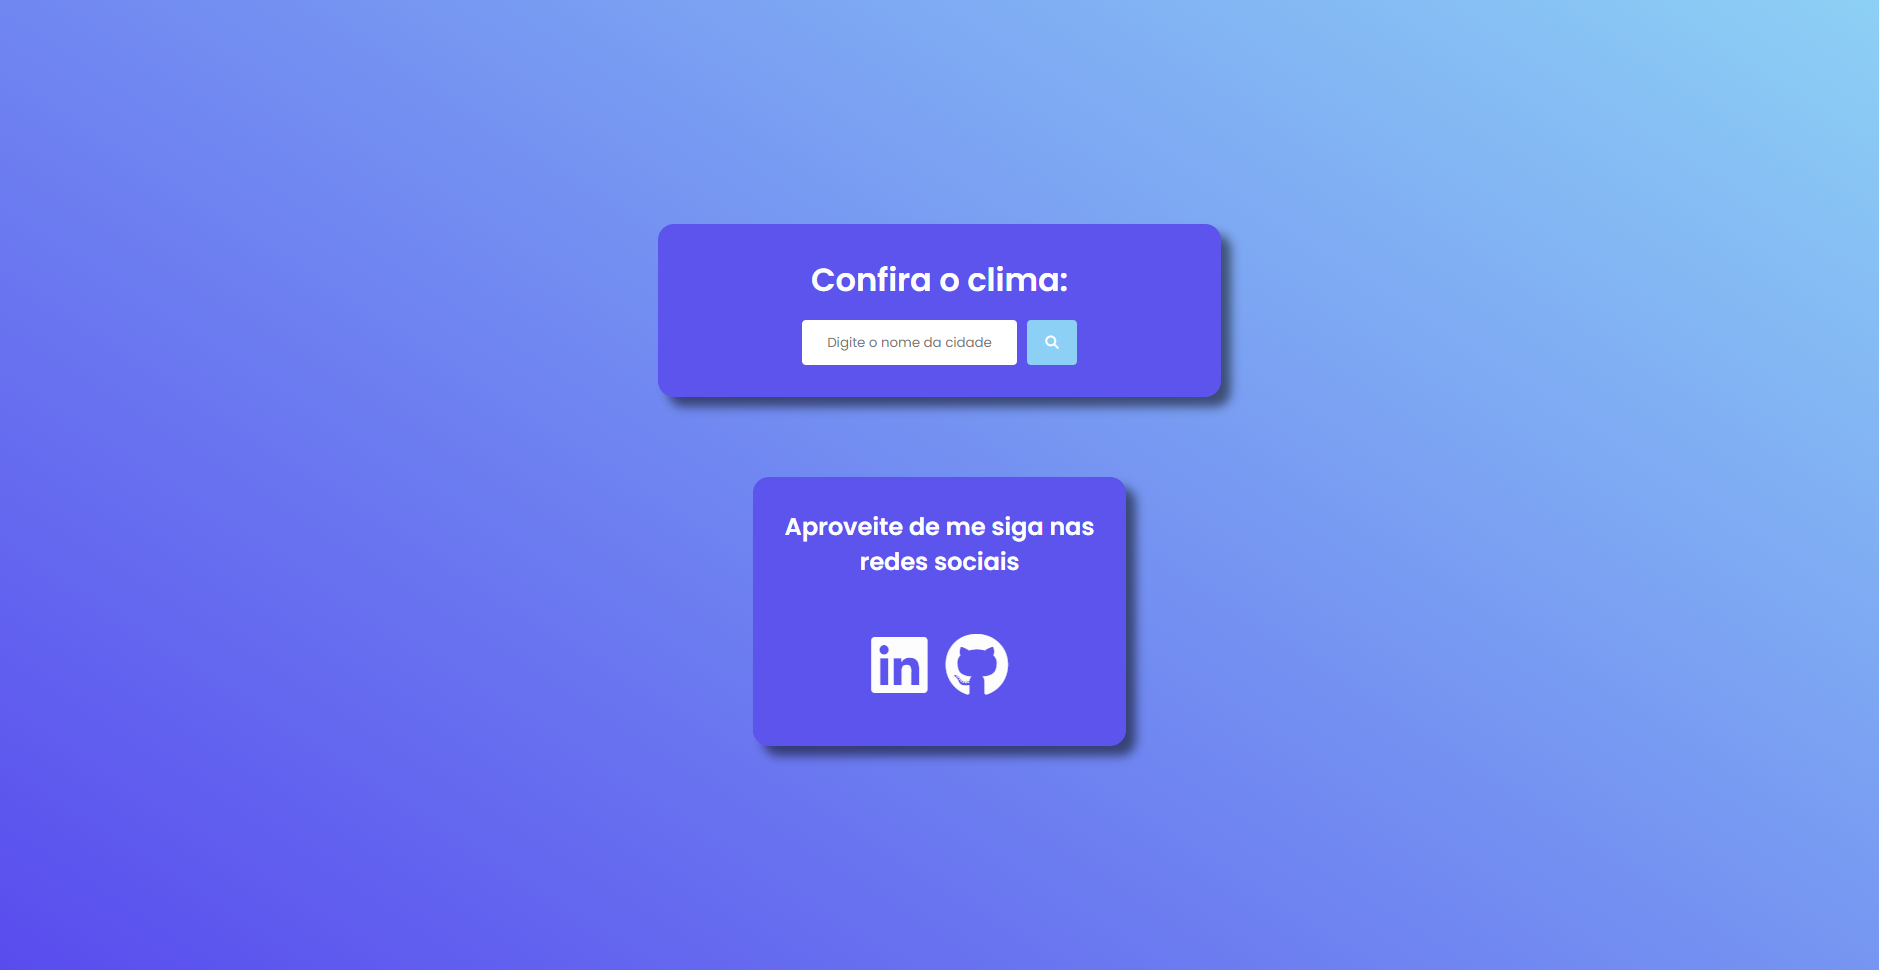 Confira o clima:
Digite o nome da cidade
Aproveite de me siga nas
redes sociais
in